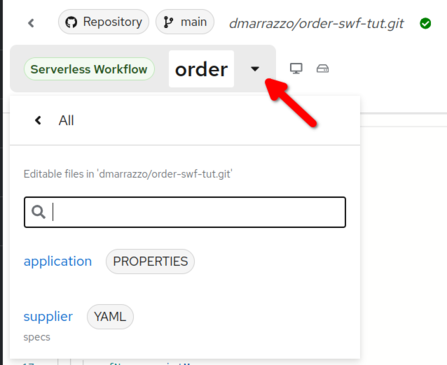 Repository
main
dmarrazzo/order-swf-tut.git
Serverless Workflow
order
All
Editable files in 'dmarrazzo/order-swf-tut.git'
application
PROPERTIES
supplier
YAML
specs